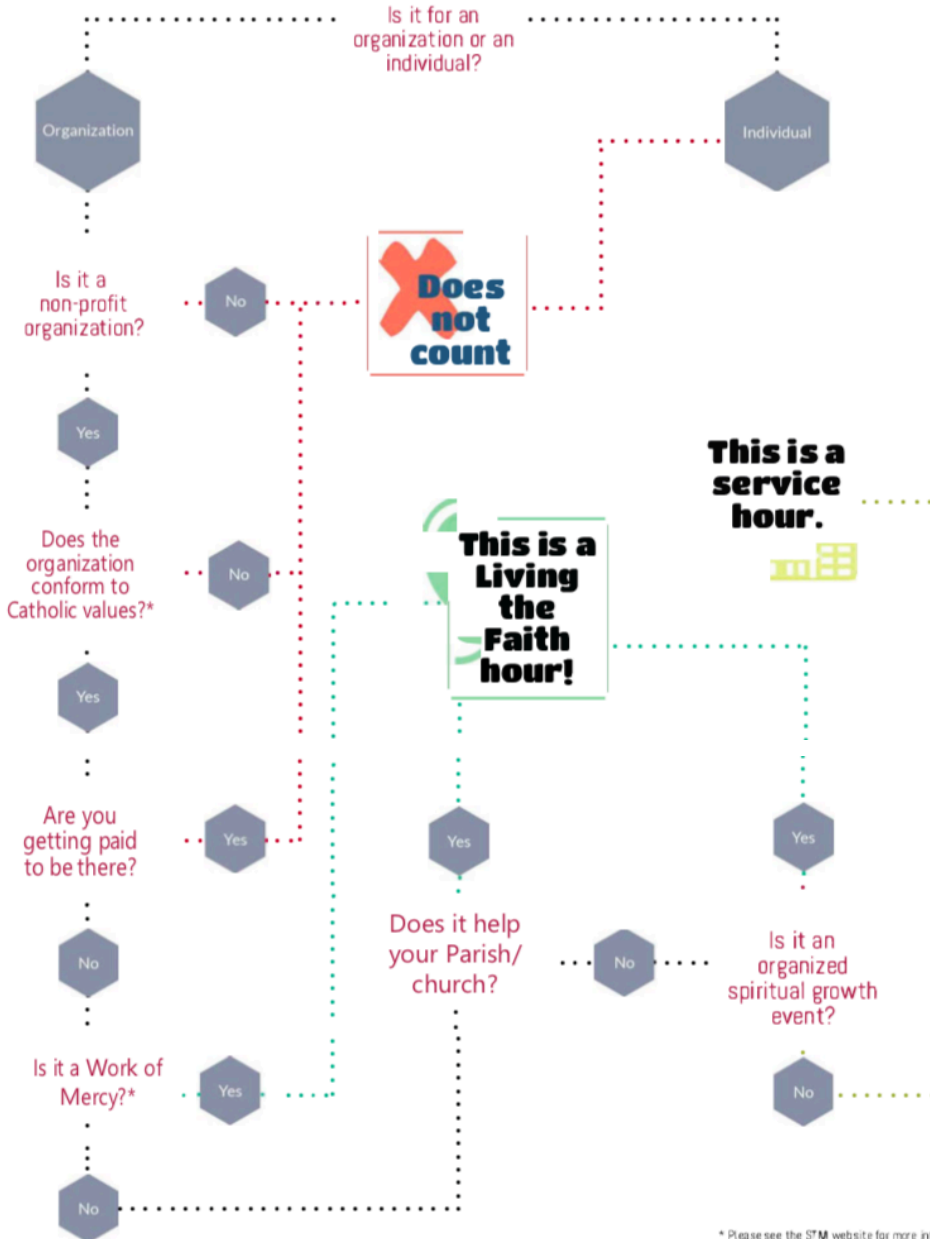 Is it for an
organization or an
individual?
Organization
Individual
Is it a
non-profit
organization?
No
Does
not
count
Yes
This is a
service
hour.
Does the
organization
conform to
Catholic values?*
No
This is a
Living
the
Faith
hour!
Yes
Are you
getting paid
to be there?
Yes
Yes
Yes
No
Does it help
your Parish/
church?
No
Is it an
organized
spiritual growth
event?
Is it a Work of
Mercy?*
Yes
No
No
* Please see the STM website for more